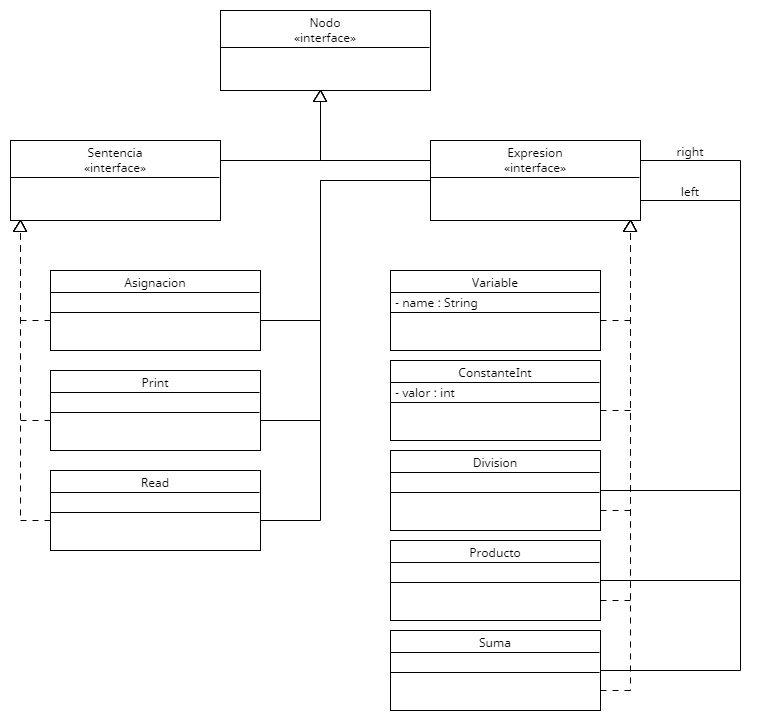 Nodo
«interface»
Sentencia
«interface»
Expresion
«interface»
right
left
Asignacion
Variable
- name : String
Print
ConstanteInt
- valor : int
Read
Division
Producto
Suma